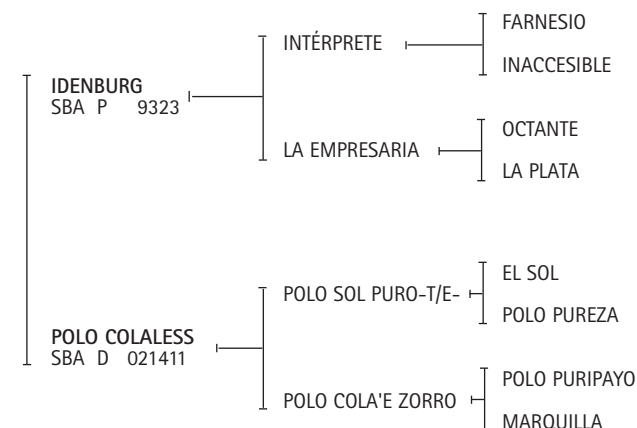 FARNESIO
INTÉRPRETE
INACCESIBLE
IDENBURG
SBA P 9323
OCTANTE
LA EMPRESARIA
LA PLATA
EL SOL
POLO SOL PURO-T/E-
POLO PUREZA
POLO COLALESS
SBA D 021411
POLO PURIPAYO
POLO COLA'E ZORRO
MARQUILLA